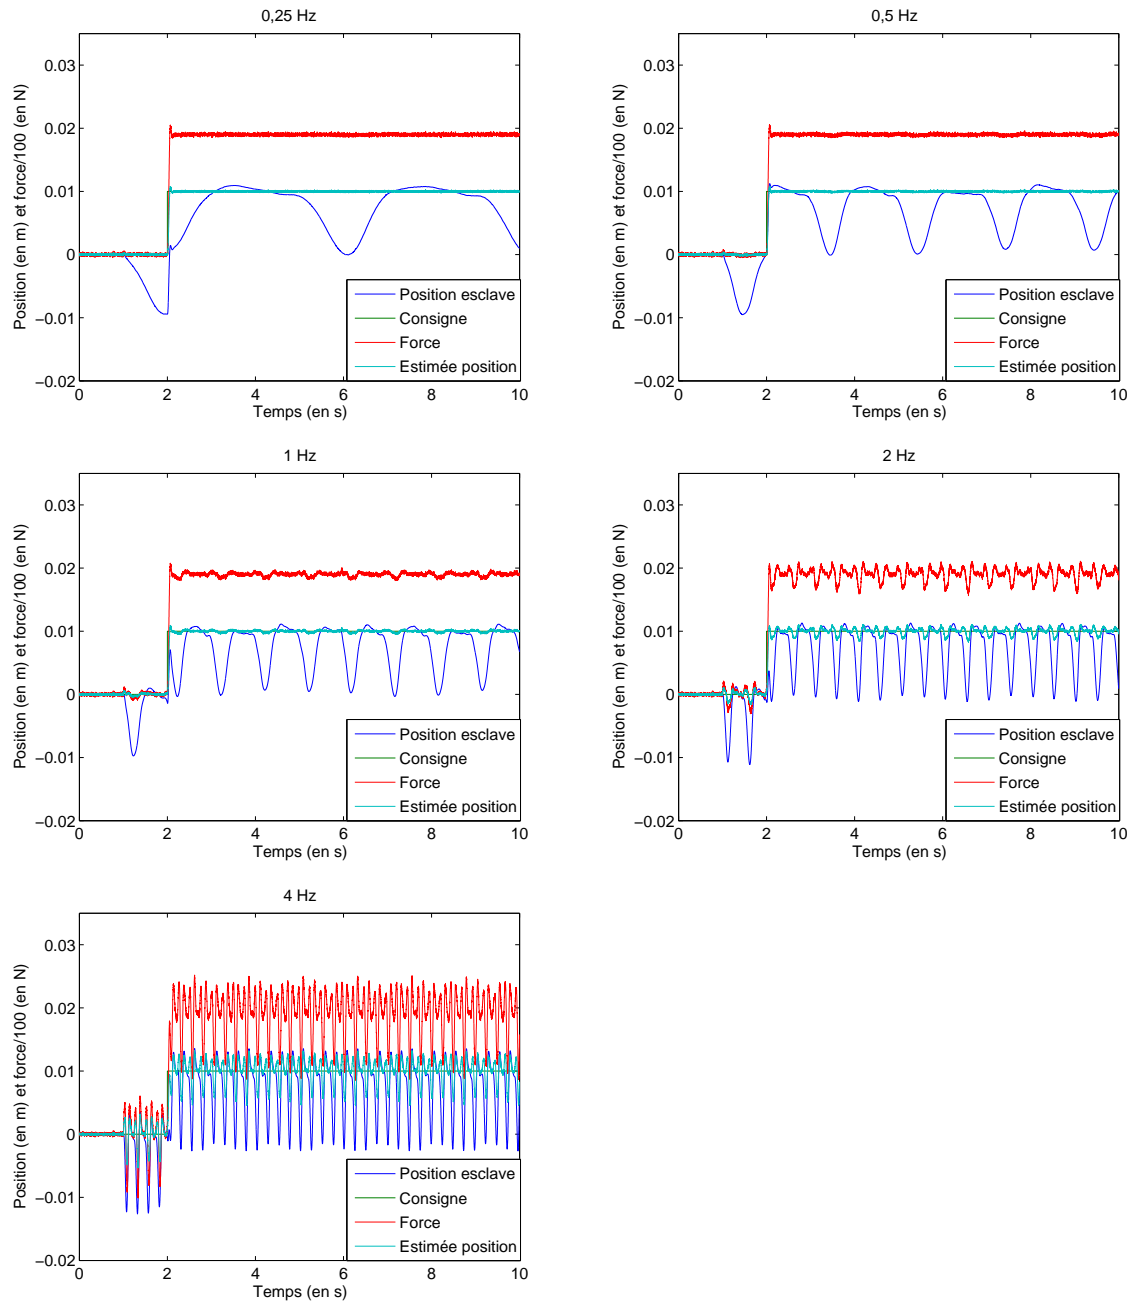 0,25 Hz
Position (en m) et force/100 (en N)
0.03
0.02
0.01
0
−0.01
−0.02
0 2 4 6 8 10
Temps (en s)
Position esclave
Consigne
Force
Estimée position
0,5 Hz
Position (en m) et force/100 (en N)
0.03
0.02
0.01
0
−0.01
−0.02
0 2 4 6 8 10
Temps (en s)
Position esclave
Consigne
Force
Estimée position
1 Hz
Position (en m) et force/100 (en N)
0.03
0.02
0.01
0
−0.01
−0.02
0 2 4 6 8 10
Temps (en s)
Position esclave
Consigne
Force
Estimée position
2 Hz
Position (en m) et force/100 (en N)
0.03
0.02
0.01
0
−0.01
−0.02
0 2 4 6 8 10
Temps (en s)
Position esclave
Consigne
Force
Estimée position
4 Hz
Position (en m) et force/100 (en N)
0.03
0.02
0.01
0
−0.01
−0.02
0 2 4 6 8 10
Temps (en s)
Position esclave
Consigne
Force
Estimée position